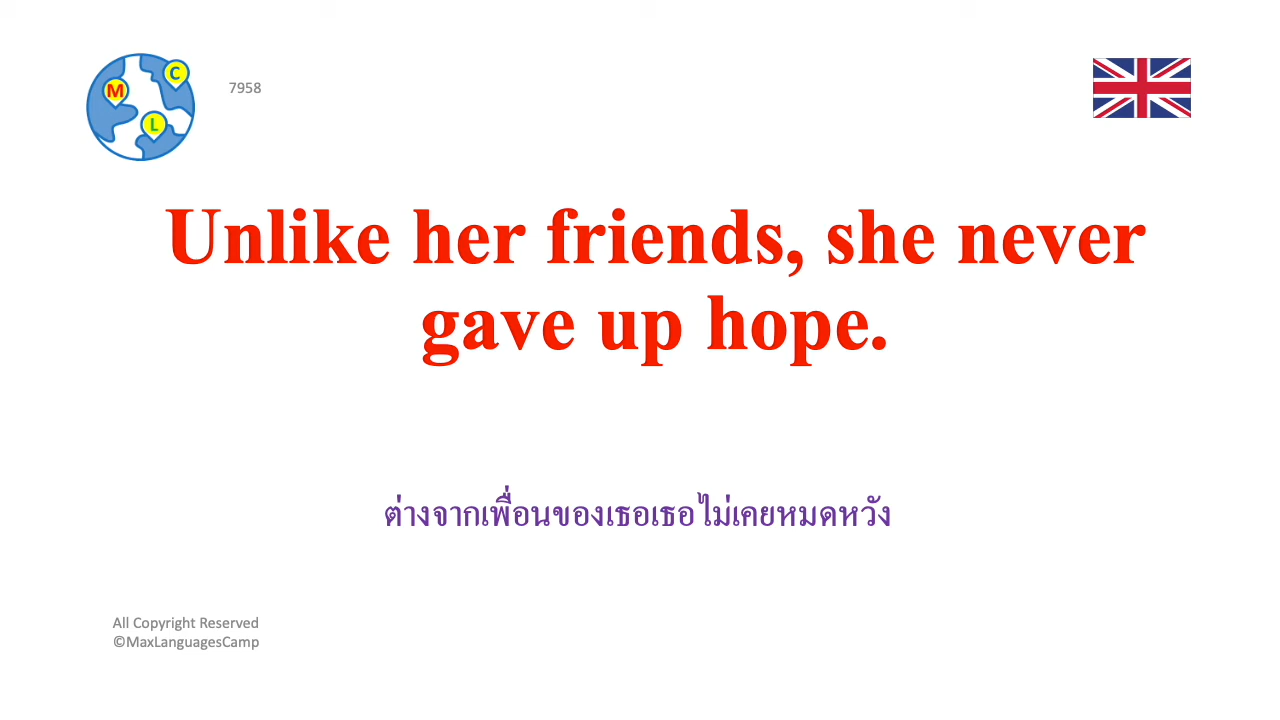 M
C
L
7958
Unlike her friends, she never
gave up hope.
ต่างจากเพื่อนของเธอเธอไม่เคยหมดหวัง
All Copyright Reserved
©MaxLanguagesCamp